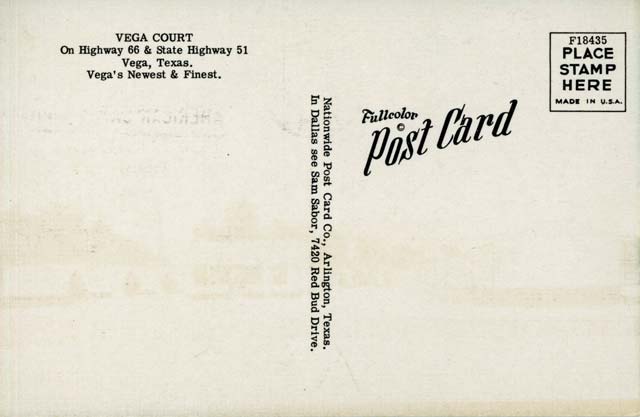 VEGA COURT
On Highway 66 & State Highway 51
Vega, Texas.
Vega's Newest & Finest.
Nationwide Post Card Co., Arlington, Texas.
In Dallas see Sam Sabor, 7420 Red Bud Drive.
Fullcolor
©
Post Card
F18435
PLACE
STAMP
HERE
MADE IN U.S.A.